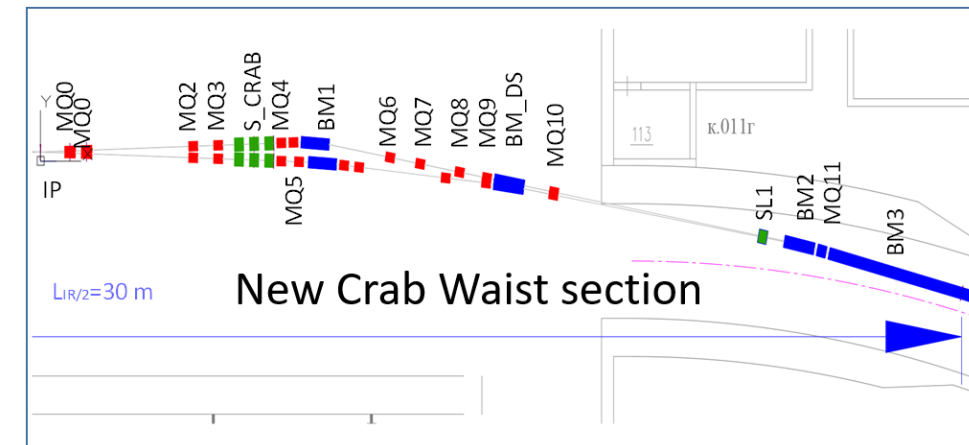 Y
MQ0
MQ0
IP
MQ2
MQ3
S_CRAB
MQ4
MQ5
BM1
MQ6
MQ7
MQ8
MQ9
BM_DS
MQ10
113
к.011г
SL1
BM2
MQ11
BM3
LIR/2=30 m
New Crab Waist section